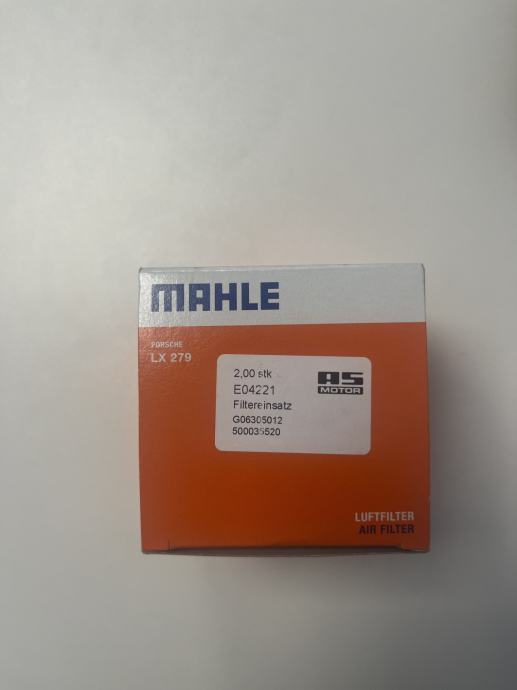 MAHLE
PORSCHE
LX 279
2,00 stk
E04221
Filtereinsatz
G06305012
500035520
AS
MOTOR
LUFTFILTER
AIR FILTER